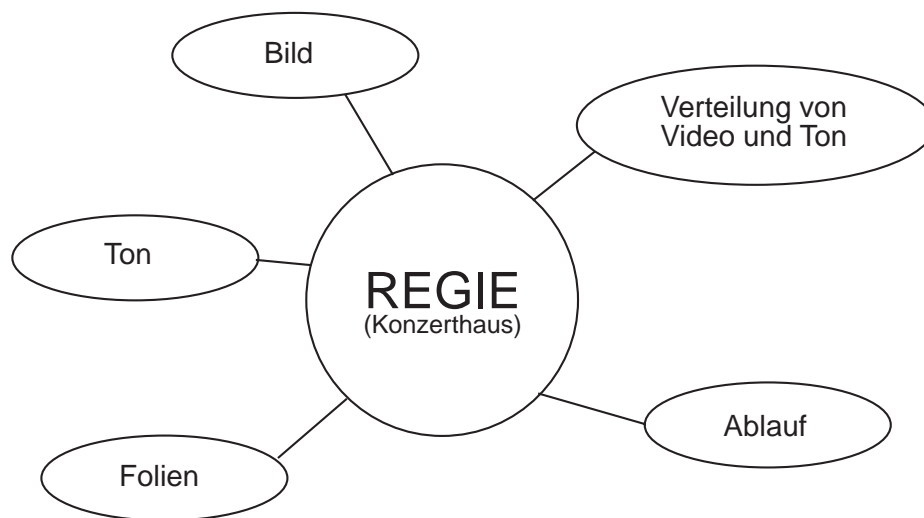 Bild
Verteilung von
Video und Ton
Ton
REGIE
(Konzerthaus)
Ablauf
Folien